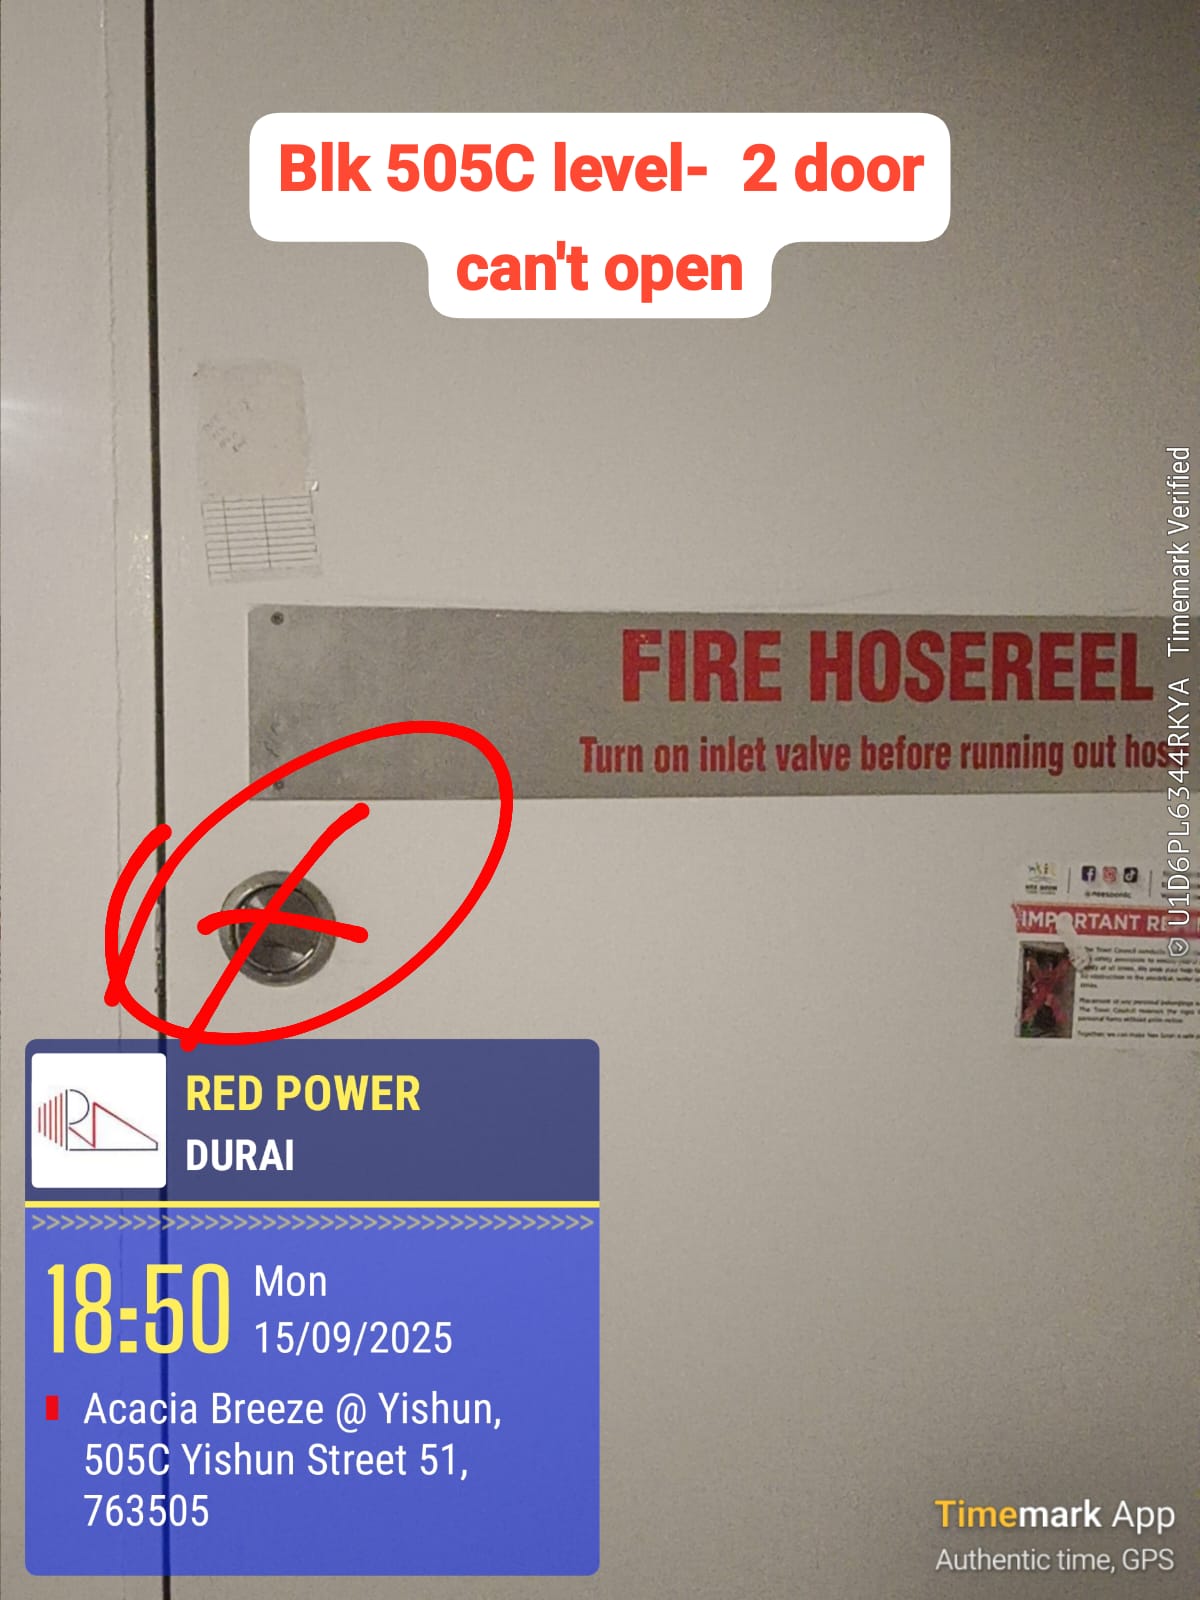 Blk 505C level-  2 door
can't open
FIRE HOSEREEL
Turn on inlet valve before running out hos
IMPORTANT RE
RED POWER
DURAI
>>>>>>>>>>>>>>>>>>>>>>>>>>>>>>>>>>>>>>>
18:50
Mon
15/09/2025
Acacia Breeze @ Yishun,
505C Yishun Street 51,
763505
Timemark App
Authentic time, GPS
U1D6PL6344RKYA Timemark Verified